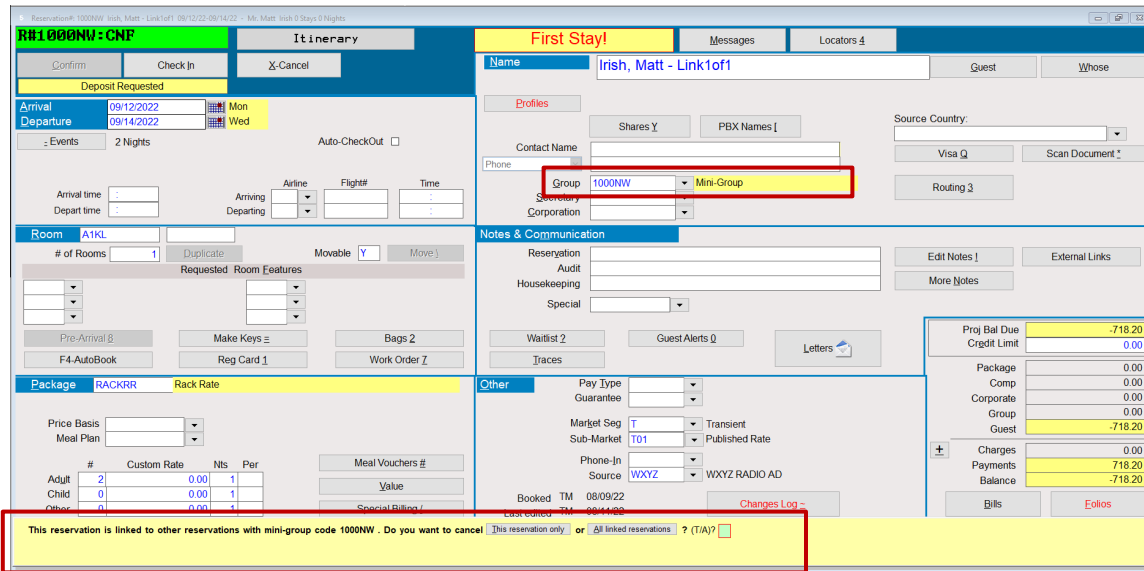 Reservation#: 1000NW Irish, Matt - Link1of1 09/12/22-09/14/22 - Mr. Matt Irish 0 Stays 0 Nights
R#1000NW:CNF
Itinerary
First Stay!
Messages
Locators 4
Confirm
Check In
X-Cancel
Name
Irish, Matt - Link1of1
Guest
Whose
Deposit Requested
Arrival 09/12/2022 Mon
Departure 09/14/2022 Wed
- Events 2 Nights Auto-CheckOut
Airline Flight# Time
Arrival time : Arriving :
Depart time : Departing :
Profiles
Shares Y
PBX Names [
Source Country:
Contact Name
Phone
Visa Q
Scan Document *
Group 1000NW Mini-Group
Routing 3
Secretary
Corporation
Room A1KL
# of Rooms 1 Duplicate Movable Y Move \
Requested Room Features
Pre-Arrival 8
Make Keys =
Bags 2
F4-AutoBook
Reg Card 1
Work Order 7
Notes & Communication
Reservation
Audit
Housekeeping
Special
Edit Notes !
External Links
More Notes
Waitlist ?
Guest Alerts 0
Letters
Traces
Proj Bal Due -718.20
Credit Limit 0.00
Package 0.00
Comp 0.00
Corporate 0.00
Group 0.00
Guest -718.20
± Charges 0.00
Payments 718.20
Balance -718.20
Bills
Folios
Package RACKRR Rack Rate
Price Basis
Meal Plan
# Custom Rate Nts Per
Adult 2 0.00 1
Child 0 0.00 1
Other 0 0.00 1
Meal Vouchers #
Value
Special Billing /
Other
Pay Type
Guarantee
Market Seg T Transient
Sub-Market T01 Published Rate
Phone-In
Source WXYZ WXYZ RADIO AD
Booked TM 08/09/22
Last edited TM 08/11/22
Changes Log ~
This reservation is linked to other reservations with mini-group code 1000NW . Do you want to cancel This reservation only or All linked reservations ? (T/A)?